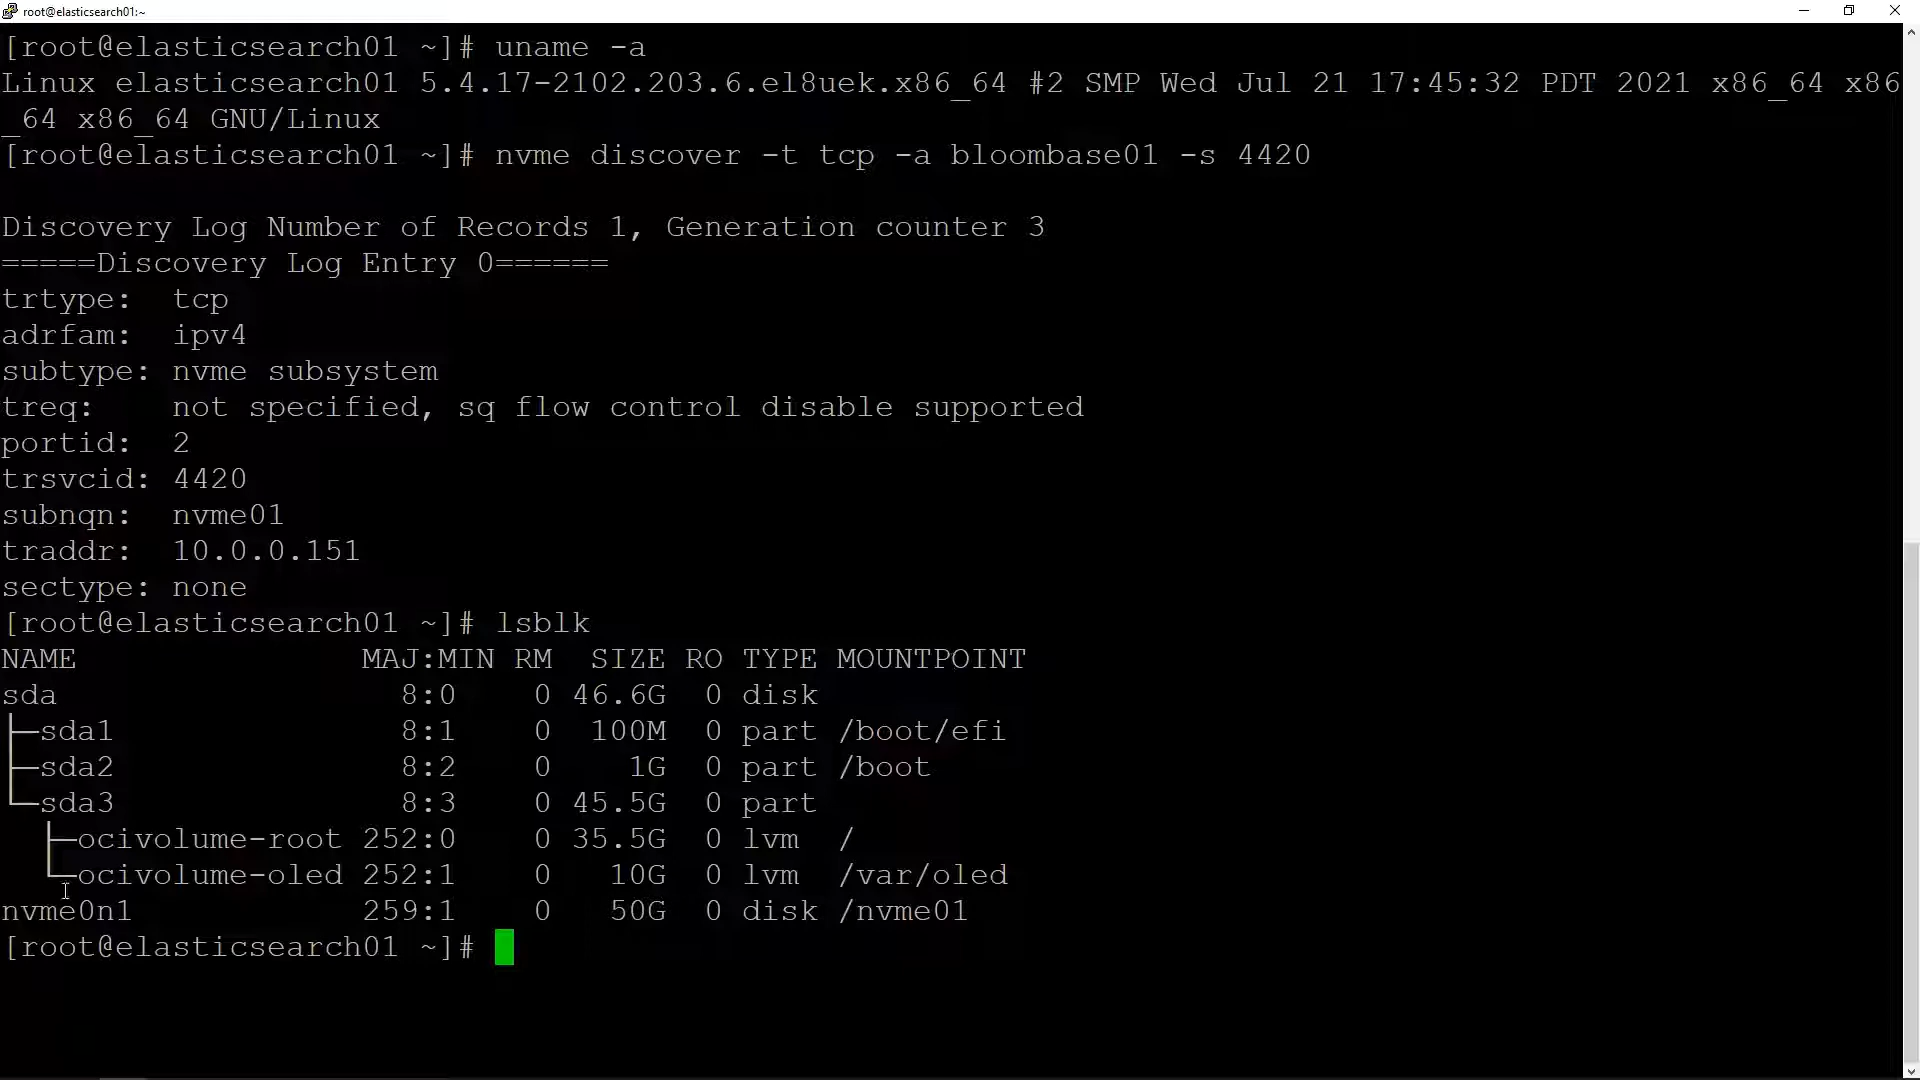 root@elasticsearch01:~
[root@elasticsearch01 ~]# uname -a
Linux elasticsearch01 5.4.17-2102.203.6.el8uek.x86_64 #2 SMP Wed Jul 21 17:45:32 PDT 2021 x86_64 x86
_64 x86_64 GNU/Linux
[root@elasticsearch01 ~]# nvme discover -t tcp -a bloombase01 -s 4420
Discovery Log Number of Records 1, Generation counter 3
=====Discovery Log Entry 0======
trtype:  tcp
adrfam:  ipv4
subtype: nvme subsystem
treq:    not specified, sq flow control disable supported
portid:  2
trsvcid: 4420
subnqn:  nvme01
traddr:  10.0.0.151
sectype: none
[root@elasticsearch01 ~]# lsblk
NAME               MAJ:MIN RM  SIZE RO TYPE MOUNTPOINT
sda                  8:0    0 46.6G  0 disk
├─sda1               8:1    0  100M  0 part /boot/efi
├─sda2               8:2    0    1G  0 part /boot
└─sda3               8:3    0 45.5G  0 part
  ├─ocivolume-root 252:0    0 35.5G  0 lvm  /
  └─ocivolume-oled 252:1    0   10G  0 lvm  /var/oled
nvme0n1            259:1    0   50G  0 disk /nvme01
[root@elasticsearch01 ~]#